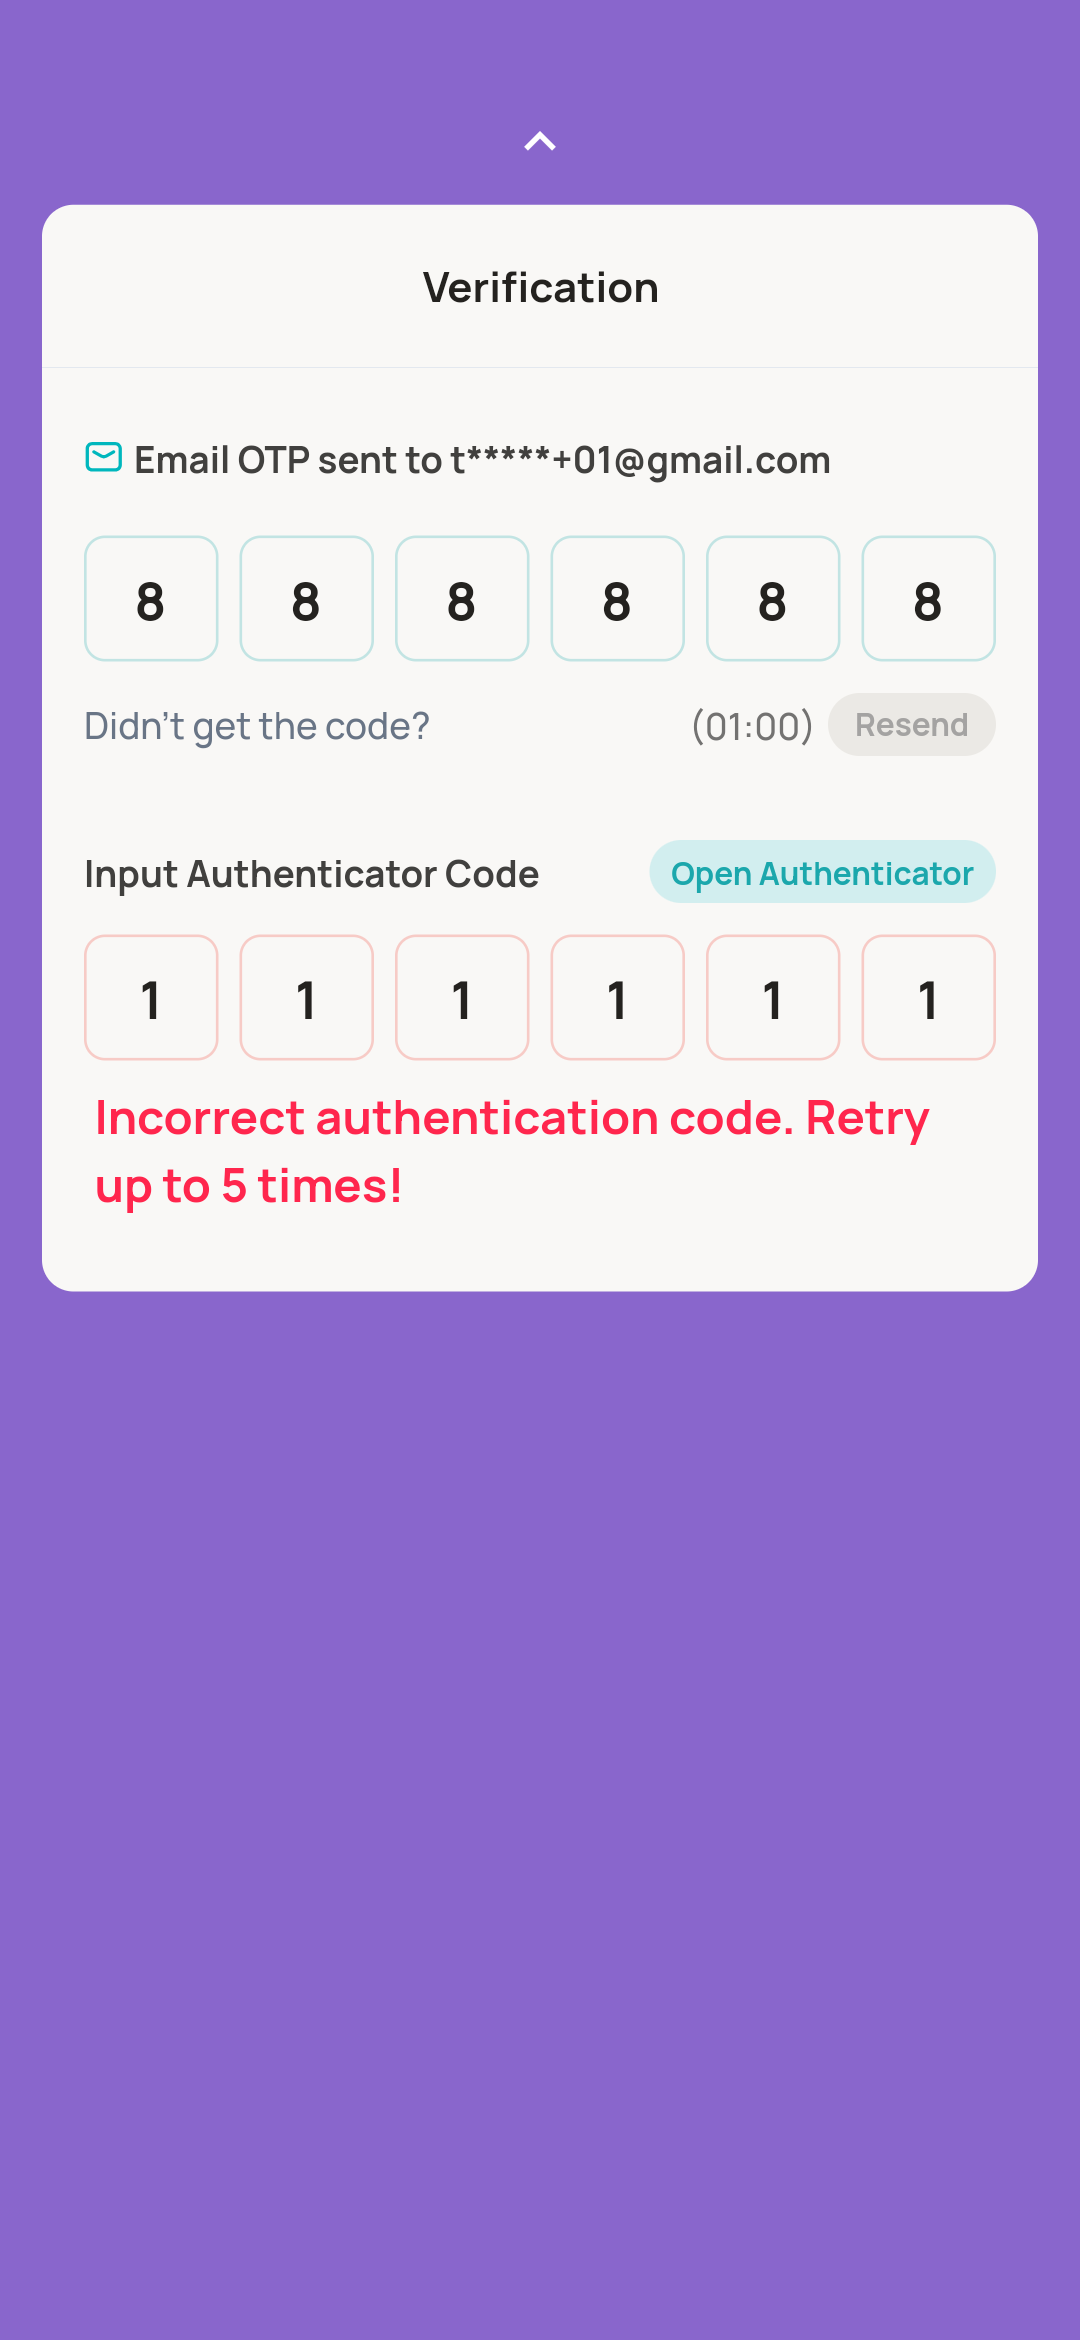 Verification
Email OTP sent to t*****+01@gmail.com
8 8 8 8 8 8
Didn't get the code? (01:00) Resend
Input Authenticator Code Open Authenticator
1 1 1 1 1 1
Incorrect authentication code. Retry
up to 5 times!